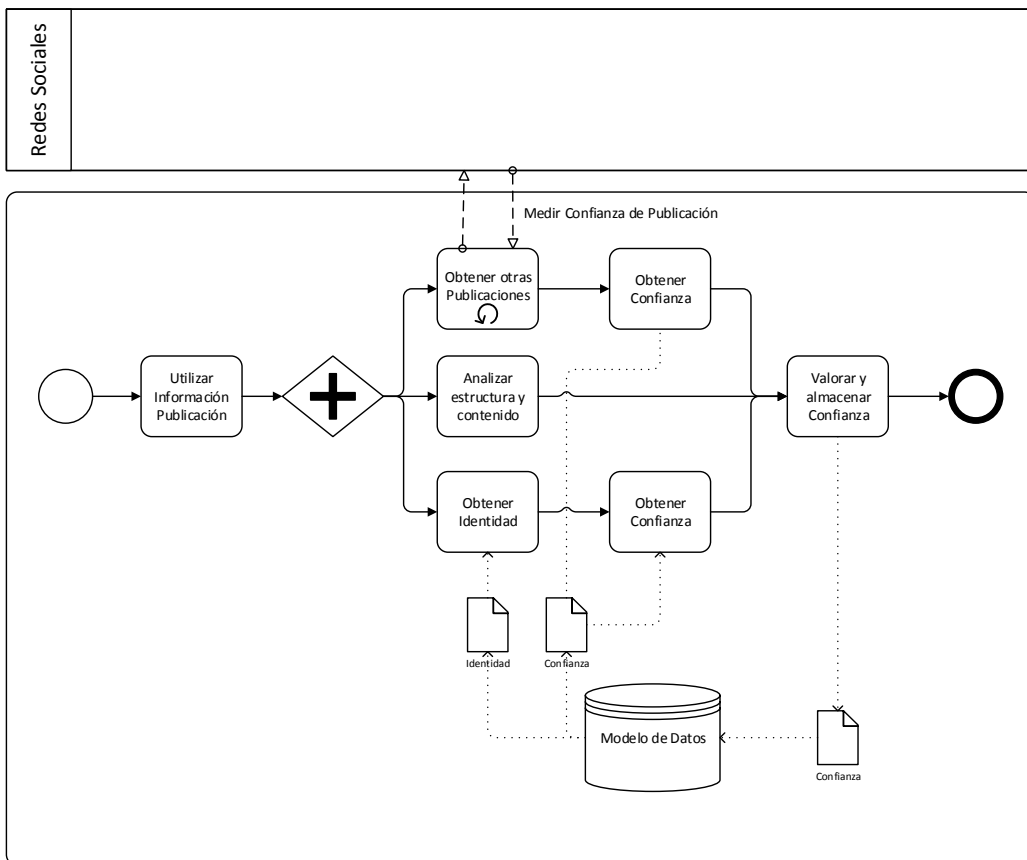 Redes Sociales
Medir Confianza de Publicación
Obtener otras
Publicaciones
Obtener
Confianza
Utilizar
Información
Publicación
Analizar
estructura y
contenido
Valorar y
almacenar
Confianza
Obtener
Identidad
Obtener
Confianza
Identidad
Confianza
Modelo de Datos
Confianza